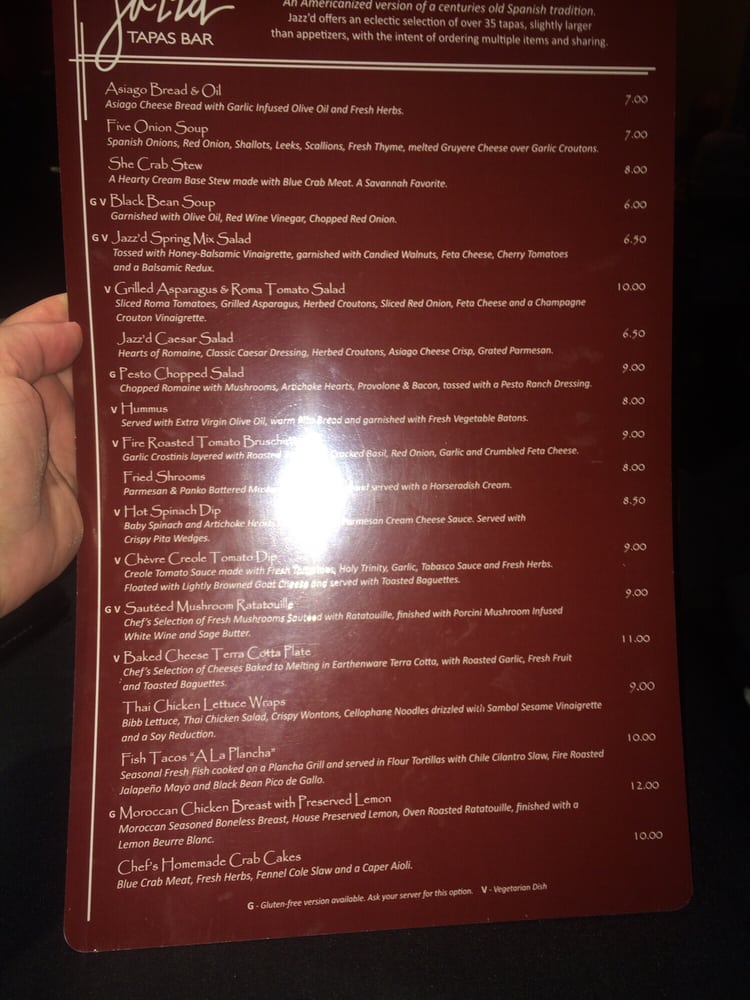 Jazz'd
TAPAS BAR
An Americanized version of a centuries old Spanish tradition.
Jazz'd offers an eclectic selection of over 35 tapas, slightly larger
than appetizers, with the intent of ordering multiple items and sharing.
Asiago Bread & Oil 7.00
Asiago Cheese Bread with Garlic Infused Olive Oil and Fresh Herbs.
Five Onion Soup 7.00
Spanish Onions, Red Onion, Shallots, Leeks, Scallions, Fresh Thyme, melted Gruyere Cheese over Garlic Croutons.
She Crab Stew 8.00
A Hearty Cream Base Stew made with Blue Crab Meat. A Savannah Favorite.
G V Black Bean Soup 6.00
Garnished with Olive Oil, Red Wine Vinegar, Chopped Red Onion.
G V Jazz'd Spring Mix Salad 6.50
Tossed with Honey-Balsamic Vinaigrette, garnished with Candied Walnuts, Feta Cheese, Cherry Tomatoes
and a Balsamic Redux.
V Grilled Asparagus & Roma Tomato Salad 10.00
Sliced Roma Tomatoes, Grilled Asparagus, Herbed Croutons, Sliced Red Onion, Feta Cheese and a Champagne
Crouton Vinaigrette.
Jazz'd Caesar Salad 6.50
Hearts of Romaine, Classic Caesar Dressing, Herbed Croutons, Asiago Cheese Crisp, Grated Parmesan.
G Pesto Chopped Salad 9.00
Chopped Romaine with Mushrooms, Artichoke Hearts, Provolone & Bacon, tossed with a Pesto Ranch Dressing.
V Hummus 8.00
Served with Extra Virgin Olive Oil, warm Pita Bread and garnished with Fresh Vegetable Batons.
V Fire Roasted Tomato 9.00
Garlic Crostinis layered with Roasted Cracked Basil, Red Onion, Garlic and Crumbled Feta Cheese.
Fried Shrooms 8.00
Parmesan & Panko Battered and served with a Horseradish Cream.
V Hot Spinach Dip 8.50
Baby Spinach and Artichoke Hearts Parmesan Cream Cheese Sauce. Served with
Crispy Pita Wedges.
V Chèvre Creole Tomato Dip 9.00
Creole Tomato Sauce made with Fresh Tomatoes, Holy Trinity, Garlic, Tabasco Sauce and Fresh Herbs.
Floated with Lightly Browned Goat Cheese and served with Toasted Baguettes.
G V Sautéed Mushroom Ratatouille 9.00
Chef's Selection of Fresh Mushrooms Sautéed with Ratatouille, finished with Porcini Mushroom Infused
White Wine and Sage Butter.
V Baked Cheese Terra Cotta Plate 11.00
Chef's Selection of Cheeses Baked to Melting in Earthenware Terra Cotta, with Roasted Garlic, Fresh Fruit
and Toasted Baguettes.
Thai Chicken Lettuce Wraps 9.00
Bibb Lettuce, Thai Chicken Salad, Crispy Wontons, Cellophane Noodles drizzled with Sambal Sesame Vinaigrette
and a Soy Reduction.
Fish Tacos "A La Plancha" 10.00
Seasonal Fresh Fish cooked on a Plancha Grill and served in Flour Tortillas with Chile Cilantro Slaw, Fire Roasted
Jalapeño Mayo and Black Bean Pico de Gallo.
G Moroccan Chicken Breast with Preserved Lemon 12.00
Moroccan Seasoned Boneless Breast, House Preserved Lemon, Oven Roasted Ratatouille, finished with a
Lemon Beurre Blanc.
Chef's Homemade Crab Cakes 10.00
Blue Crab Meat, Fresh Herbs, Fennel Cole Slaw and a Caper Aioli.
G - Gluten-free version available. Ask your server for this option. V - Vegetarian Dish